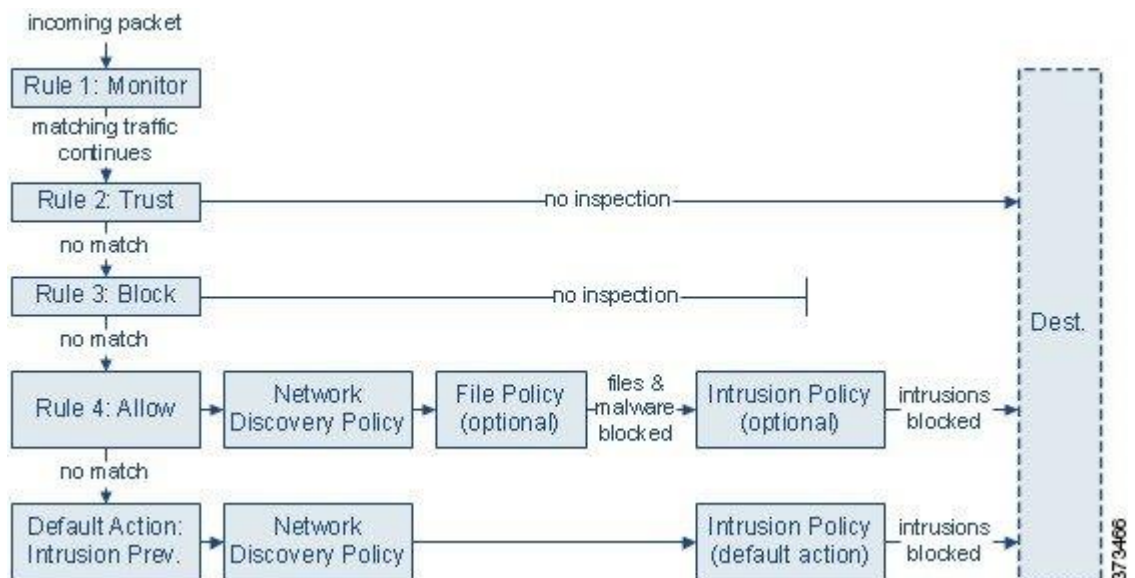 incoming packet
Rule 1: Monitor
matching traffic
continues
Rule 2: Trust
no inspection
no match
Rule 3: Block
no inspection
no match
Dest.
Rule 4: Allow
Network
Discovery Policy
File Policy
(optional)
files &
malware
blocked
Intrusion Policy
(optional)
intrusions
blocked
no match
Default Action:
Intrusion Prev.
Network
Discovery Policy
Intrusion Policy
(default action)
intrusions
blocked
373466